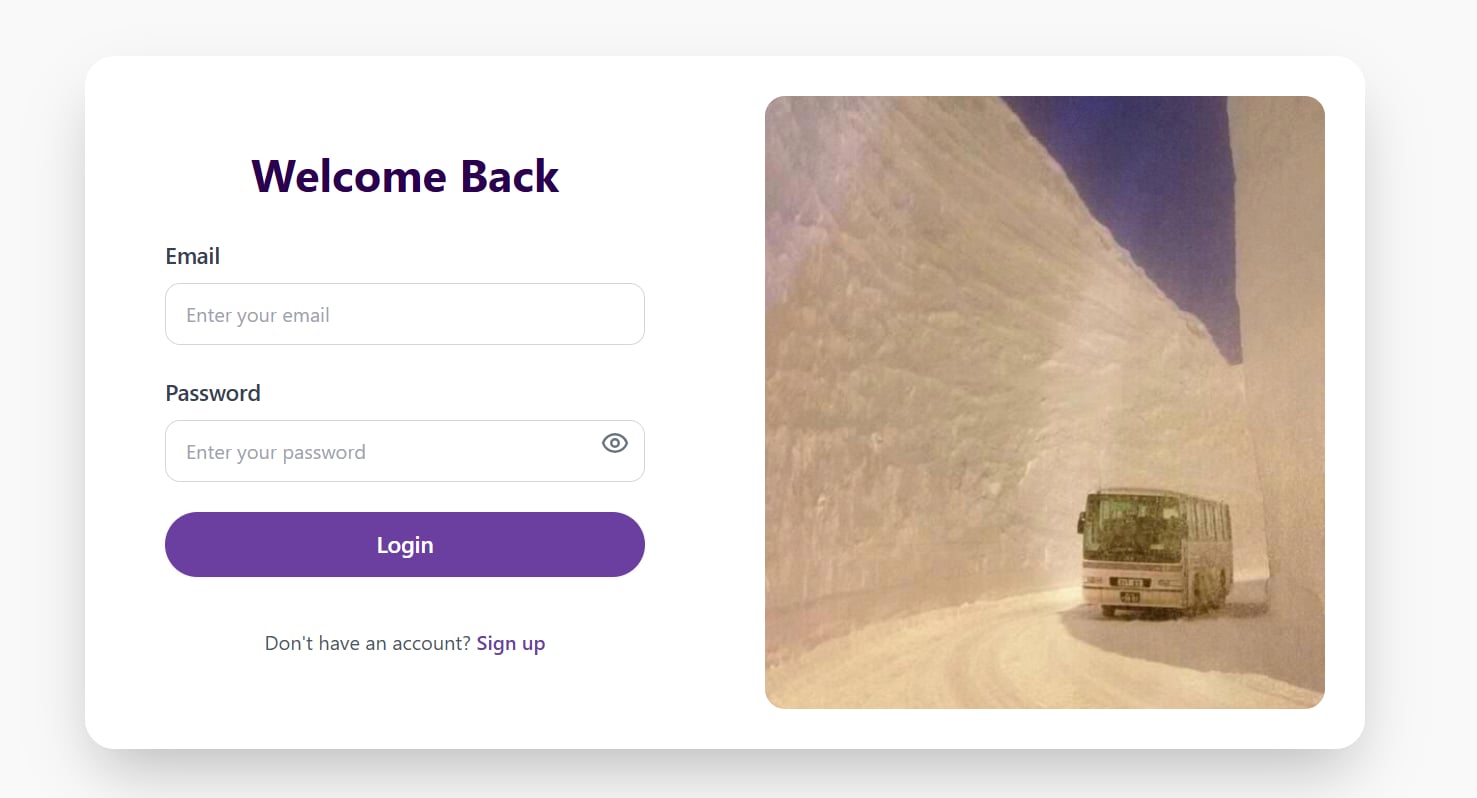 Welcome Back
Email
Enter your email
Password
Enter your password
Login
Don't have an account? Sign up